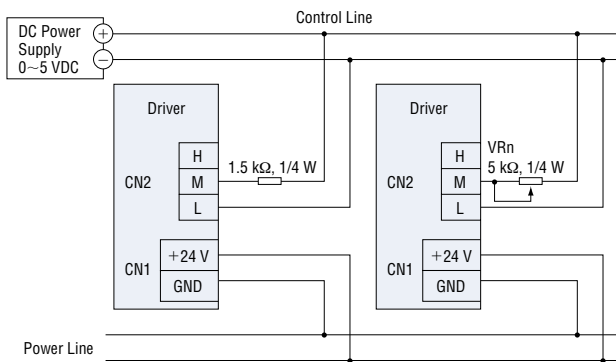 Control Line
DC Power
Supply
0~5 VDC
+
−
Driver
CN2
H
M
L
1.5 kΩ, 1/4 W
CN1
+24 V
GND
Driver
CN2
H
M
L
VRn
5 kΩ, 1/4 W
CN1
+24 V
GND
Power Line